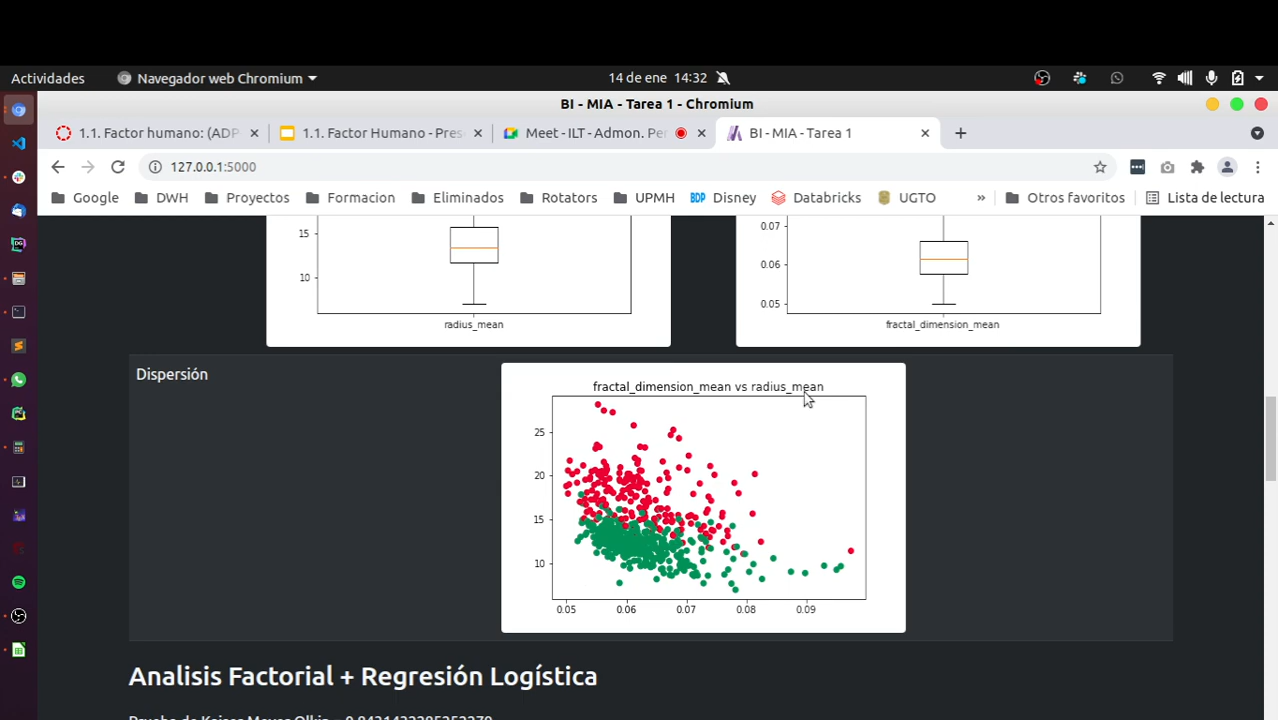 Actividades
Navegador web Chromium
14 de ene 14:32
BI - MIA - Tarea 1 - Chromium
1.1. Factor humano: (ADP
1.1. Factor Humano - Pres
Meet - ILT - Admon. Per
BI - MIA - Tarea 1
127.0.0.1:5000
Google
DWH
Proyectos
Formacion
Eliminados
Rotators
UPMH
BDP Disney
Databricks
UGTO
»
Otros favoritos
Lista de lectura
15
10
radius_mean
0.07
0.06
0.05
fractal_dimension_mean
Dispersión
fractal_dimension_mean vs radius_mean
25
20
15
10
0.05 0.06 0.07 0.08 0.09
Analisis Factorial + Regresión Logística